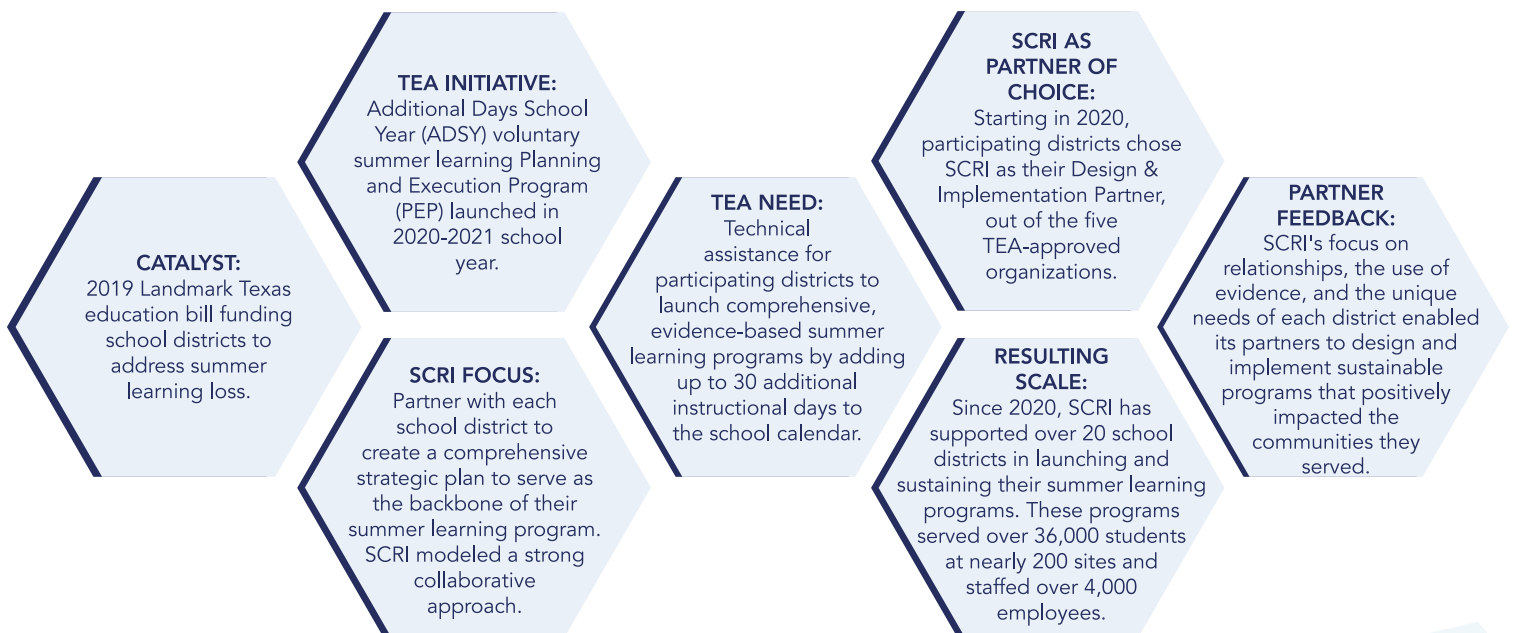 CATALYST:
2019 Landmark Texas
education bill funding
school districts to
address summer
learning loss.
TEA INITIATIVE:
Additional Days School
Year (ADSY) voluntary
summer learning Planning
and Execution Program
(PEP) launched in
2020-2021 school
year.
SCRI FOCUS:
Partner with each
school district to
create a comprehensive
strategic plan to serve as
the backbone of their
summer learning program.
SCRI modeled a strong
collaborative
approach.
TEA NEED:
Technical
assistance for
participating districts to
launch comprehensive,
evidence-based summer
learning programs by adding
up to 30 additional
instructional days to
the school calendar.
SCRI AS
PARTNER OF
CHOICE:
Starting in 2020,
participating districts chose
SCRI as their Design &
Implementation Partner,
out of the five
TEA-approved
organizations.
RESULTING
SCALE:
Since 2020, SCRI has
supported over 20 school
districts in launching and
sustaining their summer learning
programs. These programs
served over 36,000 students
at nearly 200 sites and
staffed over 4,000
employees.
PARTNER
FEEDBACK:
SCRI's focus on
relationships, the use of
evidence, and the unique
needs of each district enabled
its partners to design and
implement sustainable
programs that positively
impacted the
communities they
served.